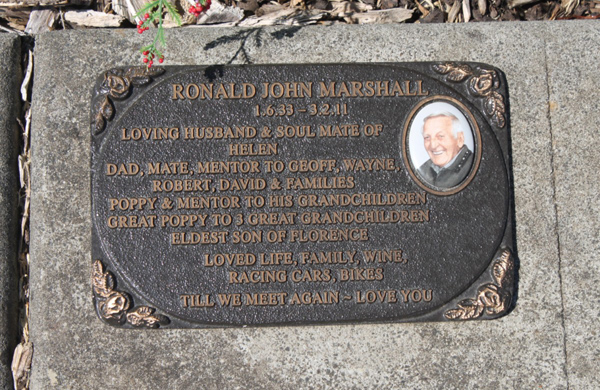 RONALD JOHN MARSHALL
1.6.33 - 3.2.11
LOVING HUSBAND & SOUL MATE OF
HELEN,
DAD, MATE, MENTOR TO GEOFF, WAYNE,
ROBERT, DAVID & FAMILIES
POPPY & MENTOR TO HIS GRANDCHILDREN
GREAT POPPY TO 3 GREAT GRANDCHILDREN
ELDEST SON OF FLORENCE
LOVED LIFE, FAMILY, WINE,
RACING CARS, BIKES
TILL WE MEET AGAIN ~ LOVE YOU